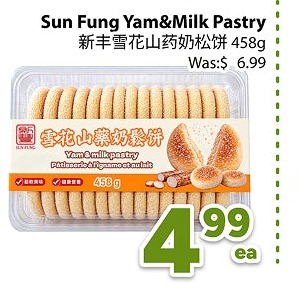 Sun Fung Yam&Milk Pastry
新丰雪花山药奶松饼 458g
Was:$ 6.99
SUN FUNG
雪花山藥奶鬆餅
Yam & milk pastry
Pâtisserie à l'igname et au lait
458 g
4.99
ea